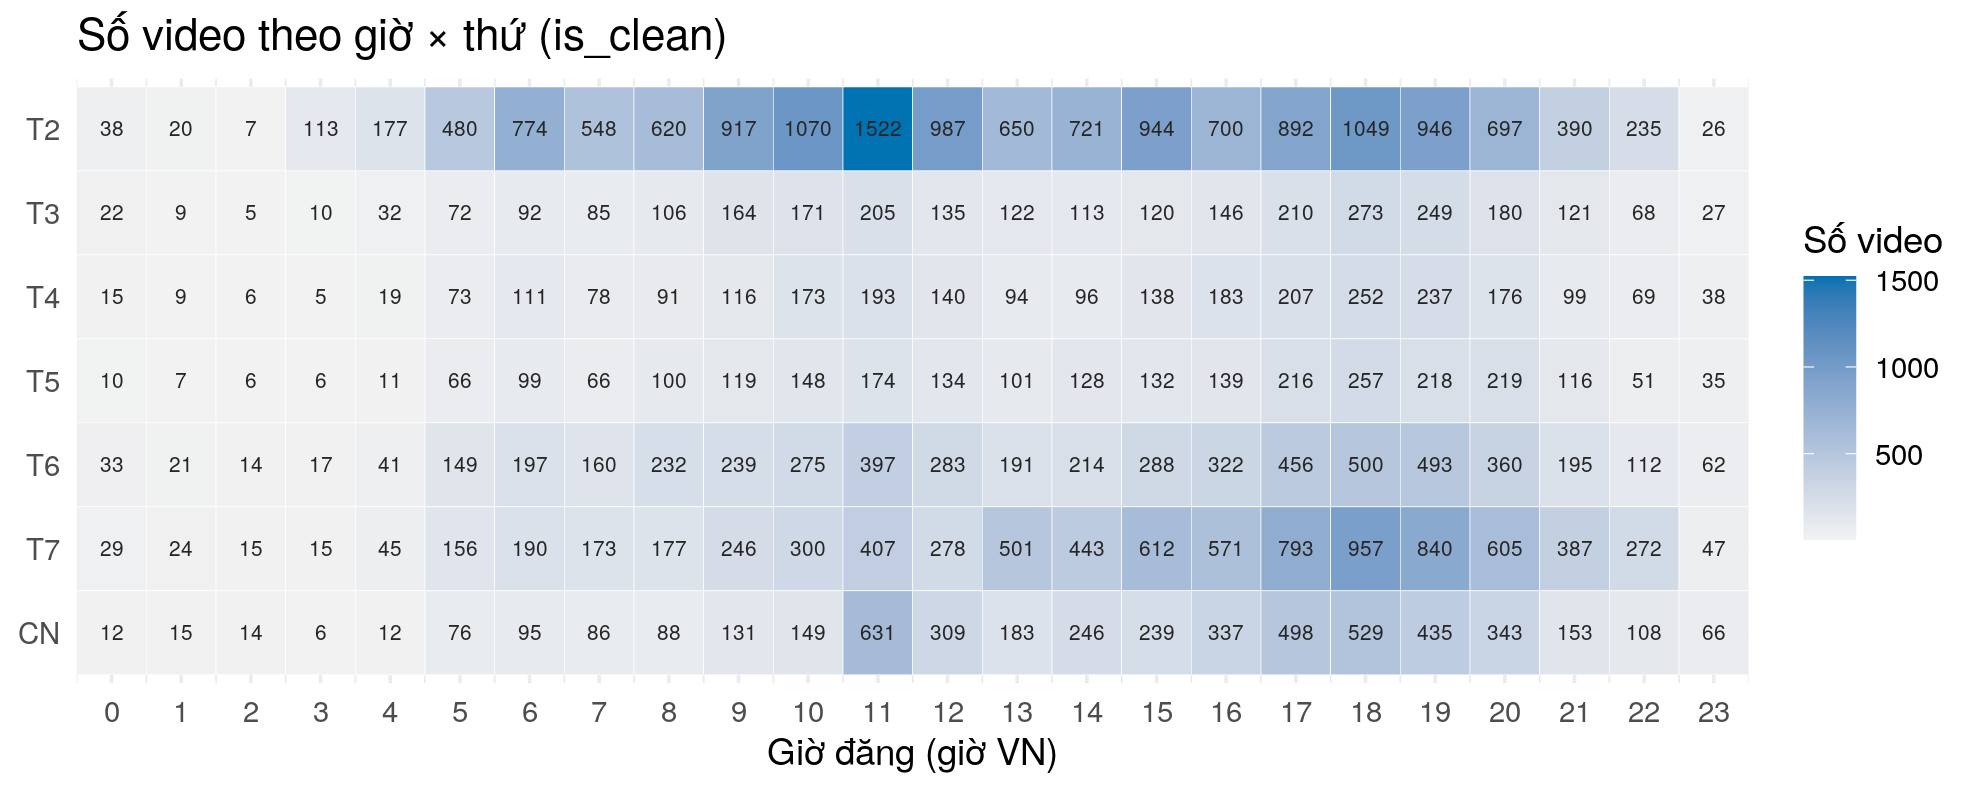 Số video theo giờ × thứ (is_clean)
T2 38 20 7 113 177 480 774 548 620 917 1070 1522 987 650 721 944 700 892 1049 946 697 390 235 26
T3 22 9 5 10 32 72 92 85 106 164 171 205 135 122 113 120 146 210 273 249 180 121 68 27
T4 15 9 6 5 19 73 111 78 91 116 173 193 140 94 96 138 183 207 252 237 176 99 69 38
T5 10 7 6 6 11 66 99 66 100 119 148 174 134 101 128 132 139 216 257 218 219 116 51 35
T6 33 21 14 17 41 149 197 160 232 239 275 397 283 191 214 288 322 456 500 493 360 195 112 62
T7 29 24 15 15 45 156 190 173 177 246 300 407 278 501 443 612 571 793 957 840 605 387 272 47
CN 12 15 14 6 12 76 95 86 88 131 149 631 309 183 246 239 337 498 529 435 343 153 108 66
0 1 2 3 4 5 6 7 8 9 10 11 12 13 14 15 16 17 18 19 20 21 22 23
Giờ đăng (giờ VN)
Số video
1500
1000
500